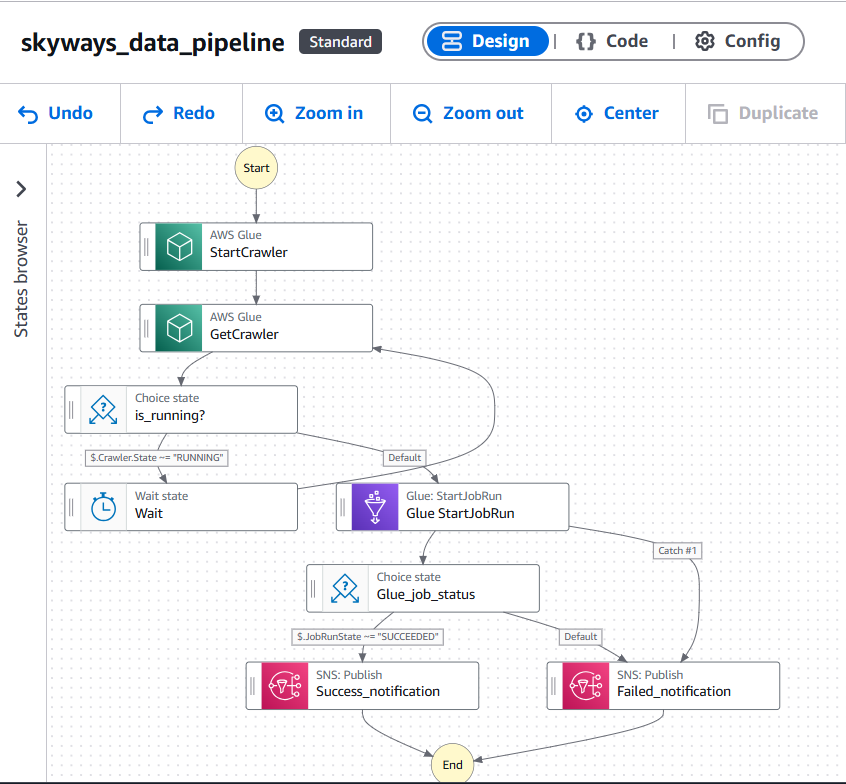 skyways_data_pipeline Standard Design Code Config
Undo Redo Zoom in Zoom out Center Duplicate
States browser
Start
AWS Glue
StartCrawler
AWS Glue
GetCrawler
Choice state
is_running?
$.Crawler.State ~= "RUNNING"
Default
Wait state
Wait
Glue: StartJobRun
Glue StartJobRun
Catch #1
Choice state
Glue_job_status
$.JobRunState ~= "SUCCEEDED"
Default
SNS: Publish
Success_notification
SNS: Publish
Failed_notification
End